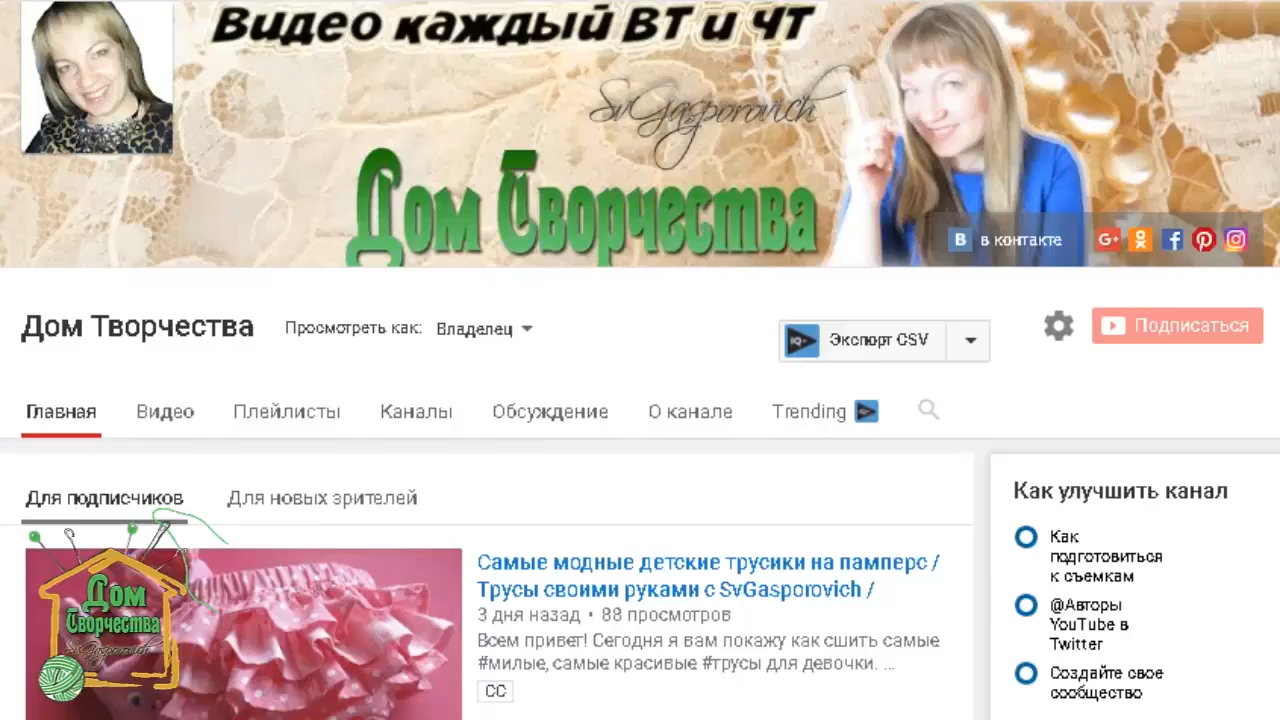 Видео каждый ВТ и ЧТ
SvGasporovich
Дом Творчества
В в контакте
G+
Дом Творчества
Просмотреть как: Владелец
IQ+ Экспорт CSV
Подписаться
Главная Видео Плейлисты Каналы Обсуждение О канале Trending
Для подписчиков Для новых зрителей
Самые модные детские трусики на памперс /
Трусы своими руками с SvGasporovich /
3 дня назад • 88 просмотров
Всем привет! Сегодня я вам покажу как сшить самые
#милые, самые красивые #трусы для девочки. ...
CC
Дом
Творчества
SvGasporovich
Как улучшить канал
Как
подготовиться
к съемкам
@Авторы
YouTube в
Twitter
Создайте свое
сообщество